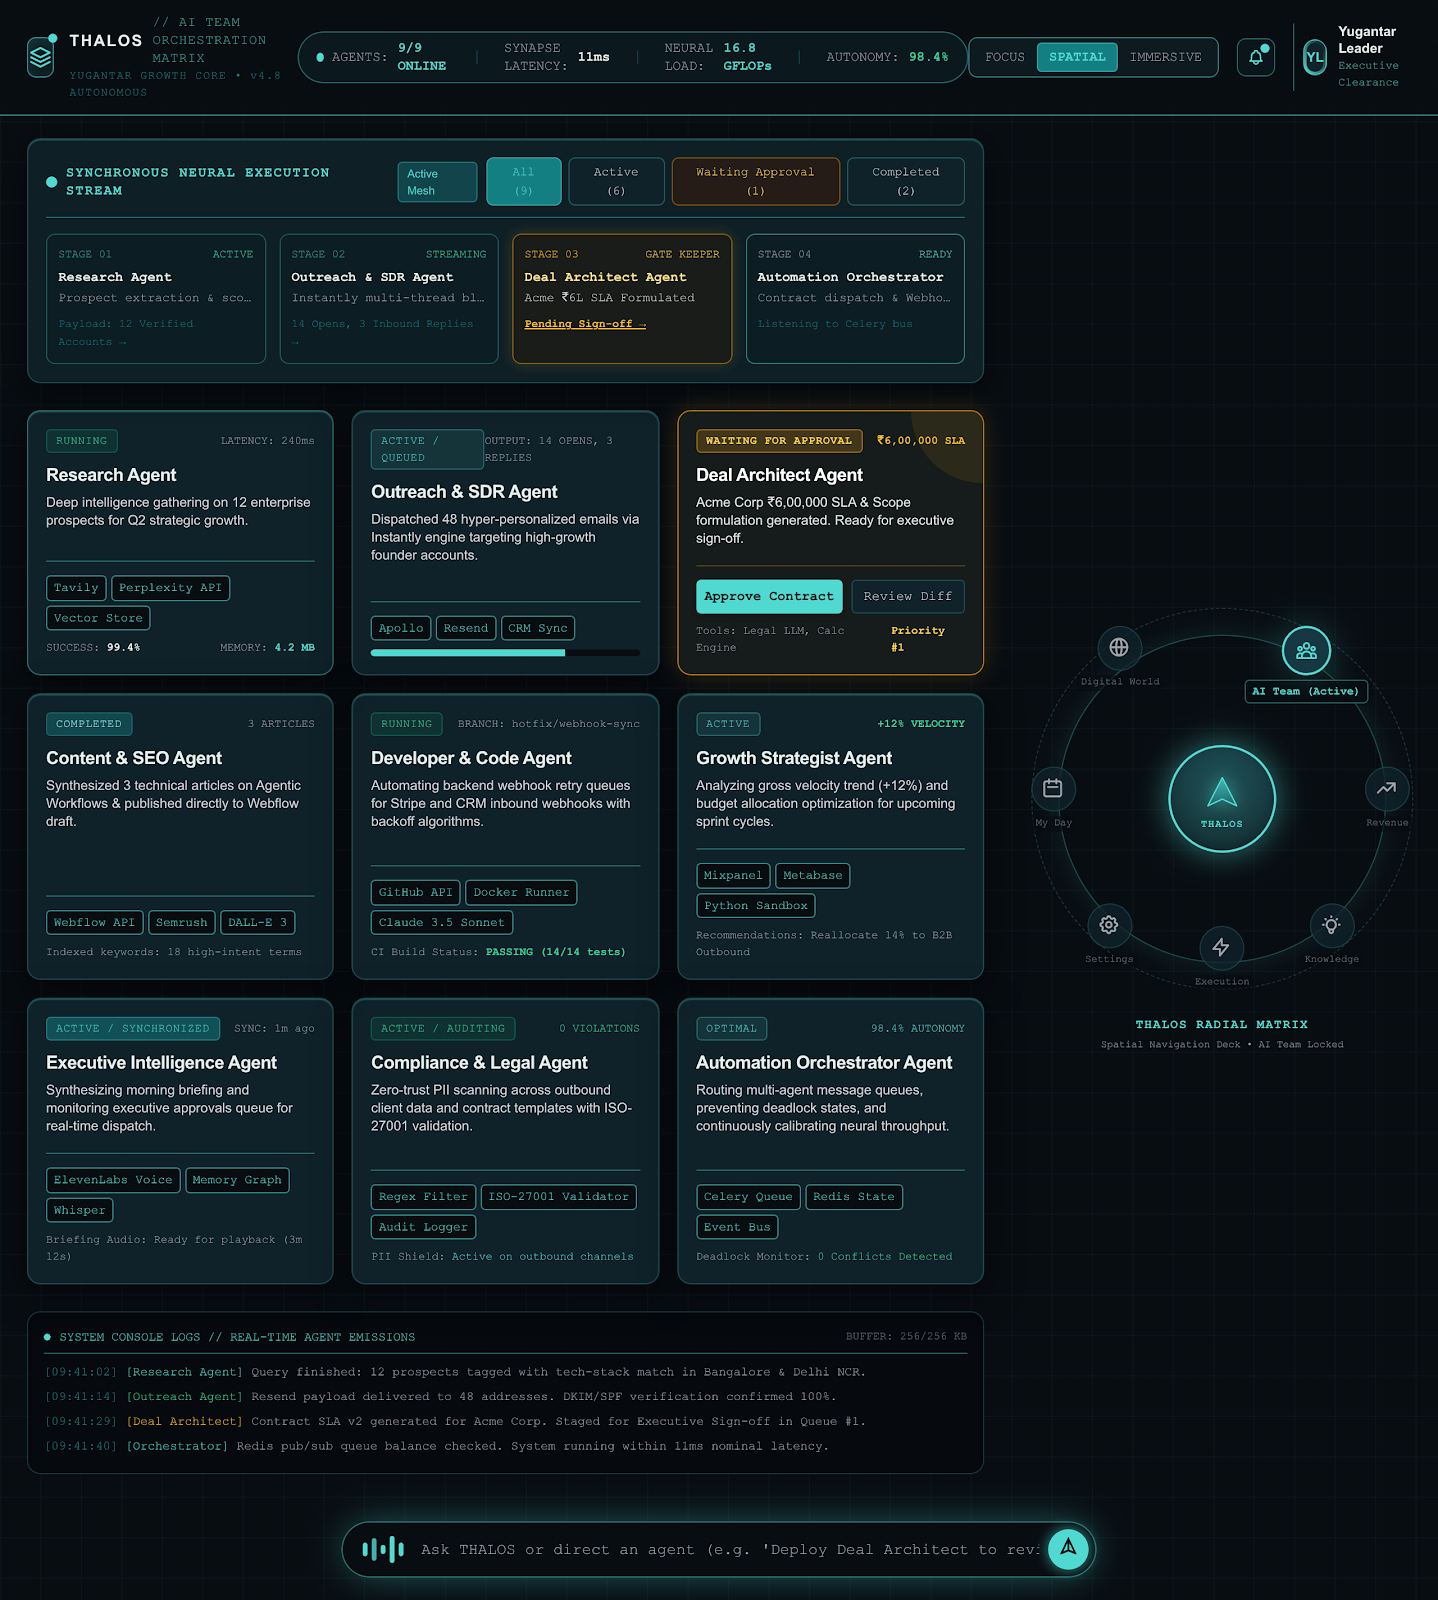 THALOS
// AI TEAM
ORCHESTRATION
MATRIX
YUGANTAR GROWTH CORE • v4.8
AUTONOMOUS
AGENTS: 9/9
ONLINE
SYNAPSE
LATENCY: 11ms
NEURAL
LOAD: 16.8
GFLOPs
AUTONOMY: 98.4%
FOCUS
SPATIAL
IMMERSIVE
YL
Yugantar
Leader
Executive
Clearance
SYNCHRONOUS NEURAL EXECUTION
STREAM
Active
Mesh
All
(9)
Active
(6)
Waiting Approval
(1)
Completed
(2)
STAGE 01 ACTIVE
Research Agent
Prospect extraction & sco…
Payload: 12 Verified
Accounts →
STAGE 02 STREAMING
Outreach & SDR Agent
Instantly multi-thread bl…
14 Opens, 3 Inbound Replies
→
STAGE 03 GATE KEEPER
Deal Architect Agent
Acme ₹6L SLA Formulated
Pending Sign-off →
STAGE 04 READY
Automation Orchestrator
Contract dispatch & Webho…
Listening to Celery bus
RUNNING LATENCY: 240ms
Research Agent
Deep intelligence gathering on 12 enterprise
prospects for Q2 strategic growth.
Tavily Perplexity API
Vector Store
SUCCESS: 99.4% MEMORY: 4.2 MB
ACTIVE /
QUEUED
OUTPUT: 14 OPENS, 3
REPLIES
Outreach & SDR Agent
Dispatched 48 hyper-personalized emails via
Instantly engine targeting high-growth
founder accounts.
Apollo Resend CRM Sync
WAITING FOR APPROVAL ₹6,00,000 SLA
Deal Architect Agent
Acme Corp ₹6,00,000 SLA & Scope
formulation generated. Ready for executive
sign-off.
Approve Contract Review Diff
Tools: Legal LLM, Calc
Engine
Priority
#1
COMPLETED 3 ARTICLES
Content & SEO Agent
Synthesized 3 technical articles on Agentic
Workflows & published directly to Webflow
draft.
Webflow API Semrush DALL-E 3
Indexed keywords: 18 high-intent terms
RUNNING BRANCH: hotfix/webhook-sync
Developer & Code Agent
Automating backend webhook retry queues
for Stripe and CRM inbound webhooks with
backoff algorithms.
GitHub API Docker Runner
Claude 3.5 Sonnet
CI Build Status: PASSING (14/14 tests)
ACTIVE +12% VELOCITY
Growth Strategist Agent
Analyzing gross velocity trend (+12%) and
budget allocation optimization for upcoming
sprint cycles.
Mixpanel Metabase
Python Sandbox
Recommendations: Reallocate 14% to B2B
Outbound
ACTIVE / SYNCHRONIZED SYNC: 1m ago
Executive Intelligence Agent
Synthesizing morning briefing and
monitoring executive approvals queue for
real-time dispatch.
ElevenLabs Voice Memory Graph
Whisper
Briefing Audio: Ready for playback (3m
12s)
ACTIVE / AUDITING 0 VIOLATIONS
Compliance & Legal Agent
Zero-trust PII scanning across outbound
client data and contract templates with ISO-
27001 validation.
Regex Filter ISO-27001 Validator
Audit Logger
PII Shield: Active on outbound channels
OPTIMAL 98.4% AUTONOMY
Automation Orchestrator Agent
Routing multi-agent message queues,
preventing deadlock states, and
continuously calibrating neural throughput.
Celery Queue Redis State
Event Bus
Deadlock Monitor: 0 Conflicts Detected
Digital World
AI Team (Active)
My Day
THALOS
Revenue
Settings
Execution
Knowledge
THALOS RADIAL MATRIX
Spatial Navigation Deck • AI Team Locked
SYSTEM CONSOLE LOGS // REAL-TIME AGENT EMISSIONS BUFFER: 256/256 KB
[09:41:02] [Research Agent] Query finished: 12 prospects tagged with tech-stack match in Bangalore & Delhi NCR.
[09:41:14] [Outreach Agent] Resend payload delivered to 48 addresses. DKIM/SPF verification confirmed 100%.
[09:41:29] [Deal Architect] Contract SLA v2 generated for Acme Corp. Staged for Executive Sign-off in Queue #1.
[09:41:40] [Orchestrator] Redis pub/sub queue balance checked. System running within 11ms nominal latency.
Ask THALOS or direct an agent (e.g. 'Deploy Deal Architect to revi